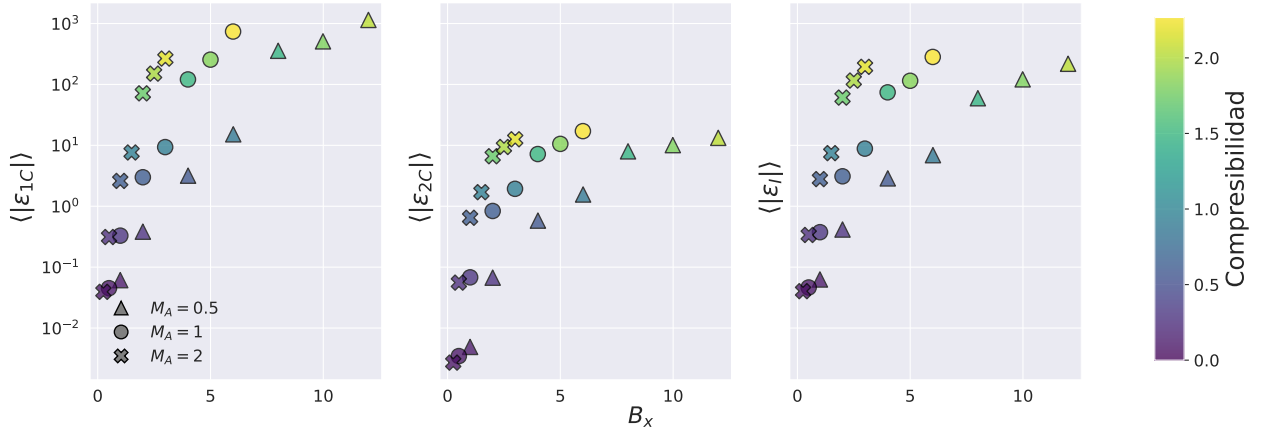 ⟨|ε₁C|⟩
10³
10²
10¹
10⁰
10⁻¹
10⁻²
M_A = 0.5
M_A = 1
M_A = 2
0 5 10
⟨|ε₂C|⟩
0 5 10
B_x
⟨|ε_I|⟩
0 5 10
2.0
1.5
1.0
0.5
0.0
Compresibilidad